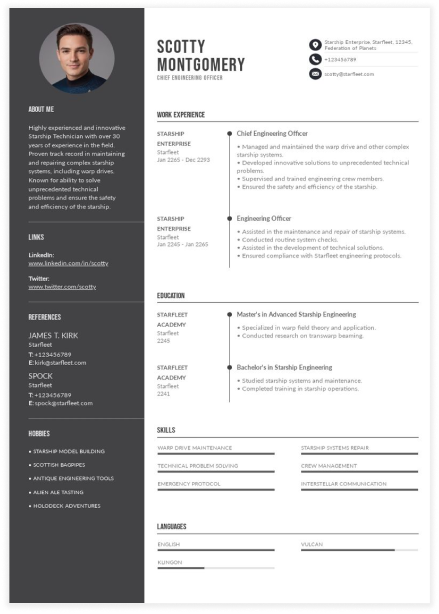 ABOUT ME
Highly experienced and innovative
Starship Technician with over 30
years of experience in the field.
Proven track record in maintaining
and repairing complex starship
systems, including warp drives.
Known for ability to solve
unprecedented technical
problems and ensure the safety
and efficiency of the starship.
LINKS
LinkedIn:
www.linkedin.com/in/scotty
Twitter:
www.twitter.com/scotty
REFERENCES
JAMES T. KIRK
Starfleet
T: +123456789
E: kirk@starfleet.com
SPOCK
Starfleet
T: +123456789
E: spock@starfleet.com
HOBBIES
• STARSHIP MODEL BUILDING
• SCOTTISH BAGPIPES
• ANTIQUE ENGINEERING TOOLS
• ALIEN ALE TASTING
• HOLODECK ADVENTURES
SCOTTY
MONTGOMERY
CHIEF ENGINEERING OFFICER
Starship Enterprise, Starfleet, 12345,
Federation of Planets
+123456789
scotty@starfleet.com
WORK EXPERIENCE
STARSHIP
ENTERPRISE
Starfleet
Jan 2265 - Dec 2293
Chief Engineering Officer
• Managed and maintained the warp drive and other complex
starship systems.
• Developed innovative solutions to unprecedented technical
problems.
• Supervised and trained engineering crew members.
• Ensured the safety and efficiency of the starship.
STARSHIP
ENTERPRISE
Starfleet
Jan 2245 - Jan 2265
Engineering Officer
• Assisted in the maintenance and repair of starship systems.
• Conducted routine system checks.
• Assisted in the development of technical solutions.
• Ensured compliance with Starfleet engineering protocols.
EDUCATION
STARFLEET
ACADEMY
Starfleet
2245
Master's in Advanced Starship Engineering
• Specialized in warp field theory and application.
• Conducted research on transwarp beaming.
STARFLEET
ACADEMY
Starfleet
2241
Bachelor's in Starship Engineering
• Studied starship systems and maintenance.
• Completed training in starship operations.
SKILLS
WARP DRIVE MAINTENANCE
STARSHIP SYSTEMS REPAIR
TECHNICAL PROBLEM SOLVING
CREW MANAGEMENT
EMERGENCY PROTOCOL
INTERSTELLAR COMMUNICATION
LANGUAGES
ENGLISH
VULCAN
KLINGON